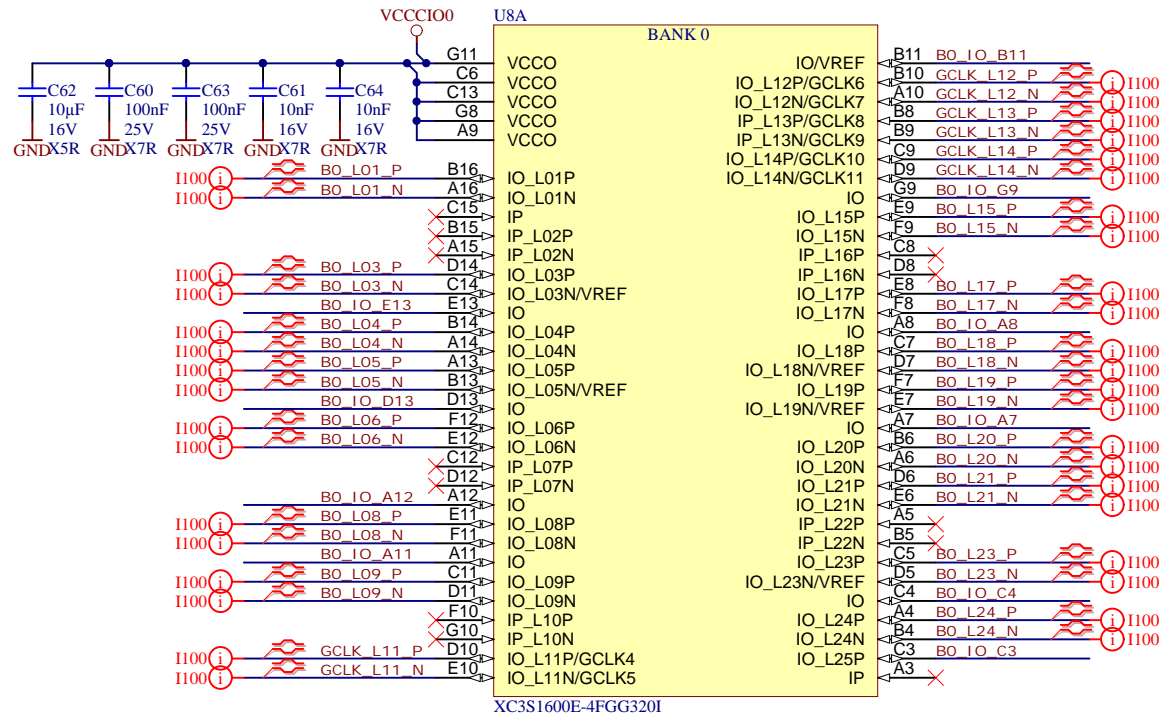 VCCCIO0
U8A
BANK 0
C62
10µF
16V
GND X5R
C60
100nF
25V
GND X7R
C63
100nF
25V
GND X7R
C61
10nF
16V
GND X7R
C64
10nF
16V
GND X7R
G11 VCCO
C6 VCCO
C13 VCCO
G8 VCCO
A9 VCCO
I100 i B0_L01_P B16 IO_L01P
I100 i B0_L01_N A16 IO_L01N
C15 IP
B15 IP_L02P
A15 IP_L02N
I100 i B0_L03_P D14 IO_L03P
I100 i B0_L03_N C14 IO_L03N/VREF
B0_IO_E13 E13 IO
I100 i B0_L04_P B14 IO_L04P
I100 i B0_L04_N A14 IO_L04N
I100 i B0_L05_P A13 IO_L05P
I100 i B0_L05_N B13 IO_L05N/VREF
B0_IO_D13 D13 IO
I100 i B0_L06_P F12 IO_L06P
I100 i B0_L06_N E12 IO_L06N
C12 IP_L07P
D12 IP_L07N
B0_IO_A12 A12 IO
I100 i B0_L08_P E11 IO_L08P
I100 i B0_L08_N F11 IO_L08N
B0_IO_A11 A11 IO
I100 i B0_L09_P C11 IO_L09P
I100 i B0_L09_N D11 IO_L09N
F10 IP_L10P
G10 IP_L10N
I100 i GCLK_L11_P D10 IO_L11P/GCLK4
I100 i GCLK_L11_N E10 IO_L11N/GCLK5
IO/VREF B11 B0_IO_B11
IO_L12P/GCLK6 B10 GCLK_L12_P i I100
IO_L12N/GCLK7 A10 GCLK_L12_N i I100
IP_L13P/GCLK8 B8 GCLK_L13_P i I100
IP_L13N/GCLK9 B9 GCLK_L13_N i I100
IO_L14P/GCLK10 C9 GCLK_L14_P i I100
IO_L14N/GCLK11 D9 GCLK_L14_N i I100
IO G9 B0_IO_G9
IO_L15P E9 B0_L15_P i I100
IO_L15N F9 B0_L15_N i I100
IP_L16P C8
IP_L16N D8
IO_L17P E8 B0_L17_P i I100
IO_L17N F8 B0_L17_N i I100
IO A8 B0_IO_A8
IO_L18P C7 B0_L18_P i I100
IO_L18N/VREF D7 B0_L18_N i I100
IO_L19P F7 B0_L19_P i I100
IO_L19N/VREF E7 B0_L19_N i I100
IO A7 B0_IO_A7
IO_L20P B6 B0_L20_P i I100
IO_L20N A6 B0_L20_N i I100
IO_L21P D6 B0_L21_P i I100
IO_L21N E6 B0_L21_N i I100
IP_L22P A5
IP_L22N B5
IO_L23P C5 B0_L23_P i I100
IO_L23N/VREF D5 B0_L23_N i I100
IO C4 B0_IO_C4
IO_L24P A4 B0_L24_P i I100
IO_L24N B4 B0_L24_N i I100
IO_L25P C3 B0_IO_C3
IP A3
XC3S1600E-4FGG320I